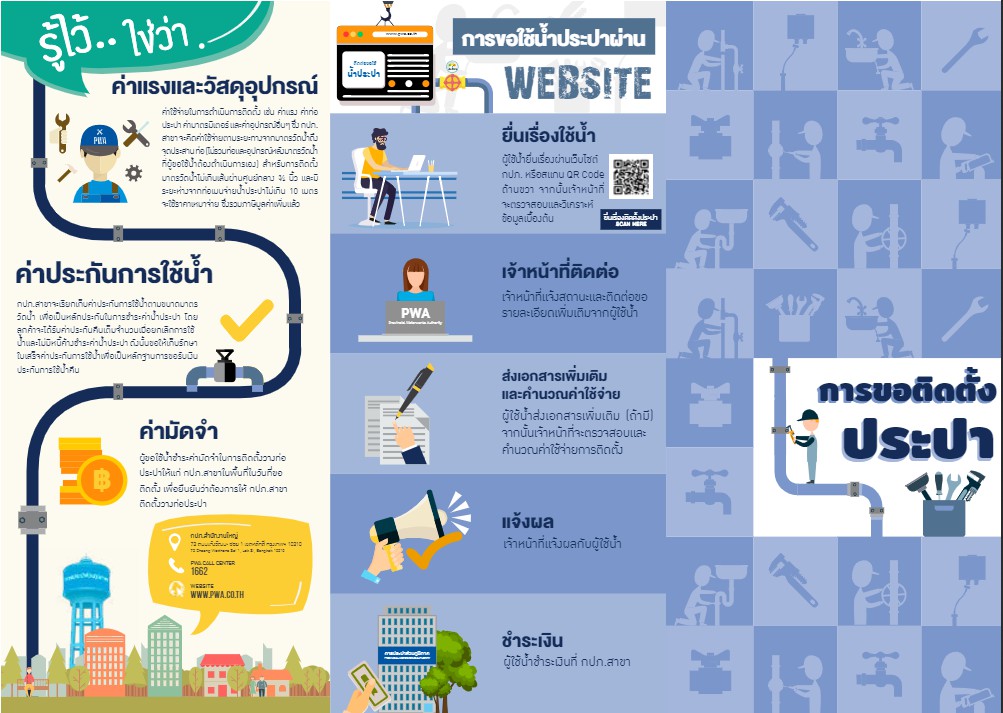 รู้ไว้.. ใช่ว่า.
ค่าแรงและวัสดุอุปกรณ์
ค่าใช้จ่ายในการดำเนินการติดตั้ง เช่น ค่าแรง ค่าท่อ
ประปา ค่ามาตรมิเตอร์ และค่าอุปกรณ์อื่นๆ ซึ่ง กปภ.
สาขาจะคิดค่าใช้จ่ายตามระยะทางจากมาตรวัดน้ำถึง
จุดประสานท่อ(ไม่รวมท่อและอุปกรณ์หลังมาตรวัดน้ำ
ที่ผู้ขอใช้น้ำต้องดำเนินการเอง) สำหรับการติดตั้ง
มาตรวัดน้ำไม่เกินเส้นผ่านศูนย์กลาง ¾ นิ้ว และมี
ระยะห่างจากท่อเมนจ่ายน้ำประปาไม่เกิน 10 เมตร
จะใช้ราคาเหมาจ่าย ซึ่งรวมภาษีมูลค่าเพิ่มแล้ว
PWA
ค่าประกันการใช้น้ำ
กปภ.สาขาจะเรียกเก็บค่าประกันการใช้น้ำตามขนาดมาตร
วัดน้ำ เพื่อเป็นหลักประกันในการชำระค่าน้ำประปา โดย
ลูกค้าจะได้รับค่าประกันคืนเต็มจำนวนเมื่อยกเลิกการใช้
น้ำและไม่มีหนี้ค้างชำระค่าน้ำประปา ดังนั้นขอให้เก็บรักษา
ใบเสร็จค่าประกันการใช้น้ำเพื่อเป็นหลักฐานการขอรับเงิน
ประกันการใช้น้ำคืน
ค่ามัดจำ
ผู้ขอใช้น้ำชำระค่ามัดจำในการติดตั้งวางท่อ
ประปาให้แก่ กปภ.สาขาในพื้นที่ในวันที่ขอ
ติดตั้ง เพื่อยืนยันว่าต้องการให้ กปภ.สาขา
ติดตั้งวางท่อประปา
฿
กปภ.สำนักงานใหญ่
PWA CALL CENTER
1662
WEBSITE
WWW.PWA.CO.TH
การประปาส่วนภูมิภาค
www.pwa.co.th
ติดต่อขอใช้
น้ำประปา
การขอใช้น้ำประปาผ่าน
WEBSITE
ยื่นเรื่องใช้น้ำ
ผู้ใช้น้ำยื่นเรื่องผ่านเว็บไซต์
กปภ. หรือสแกน QR Code
ด้านขวา จากนั้นเจ้าหน้าที่
จะตรวจสอบและวิเคราะห์
ข้อมูลเบื้องต้น
ยื่นเรื่องติดตั้งประปา
SCAN HERE
เจ้าหน้าที่ติดต่อ
เจ้าหน้าที่แจ้งสถานะและติดต่อขอ
รายละเอียดเพิ่มเติมจากผู้ใช้น้ำ
PWA
Provincial Waterworks Authority
ส่งเอกสารเพิ่มเติม
และคำนวณค่าใช้จ่าย
ผู้ใช้น้ำส่งเอกสารเพิ่มเติม (ถ้ามี)
จากนั้นเจ้าหน้าที่จะตรวจสอบและ
คำนวณค่าใช้จ่ายการติดตั้ง
แจ้งผล
เจ้าหน้าที่แจ้งผลกับผู้ใช้น้ำ
ชำระเงิน
ผู้ใช้น้ำชำระเงินที่ กปภ.สาขา
การประปาส่วนภูมิภาค
การขอติดตั้ง
ประปา